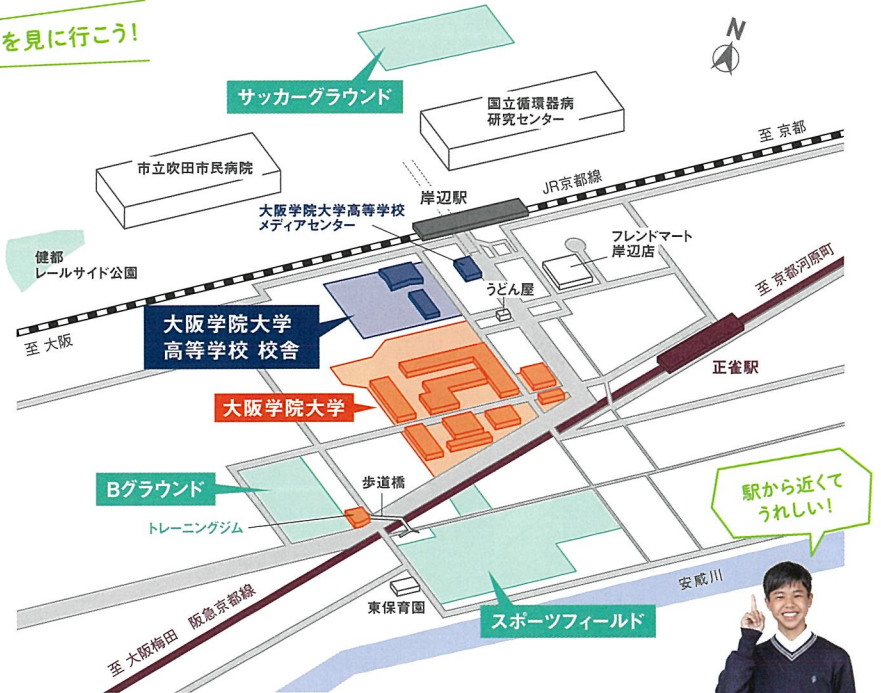 を見に行こう!
N
サッカーグラウンド
国立循環器病
研究センター
至 京都
市立吹田市民病院
JR京都線
岸辺駅
大阪学院大学高等学校
メディアセンター
フレンドマート
岸辺店
健都
レールサイド公園
至 京都河原町
うどん屋
大阪学院大学
高等学校 校舎
至 大阪
正雀駅
大阪学院大学
Bグラウンド
歩道橋
駅から近くて
うれしい!
トレーニングジム
安威川
東保育園
スポーツフィールド
至 大阪梅田 阪急京都線